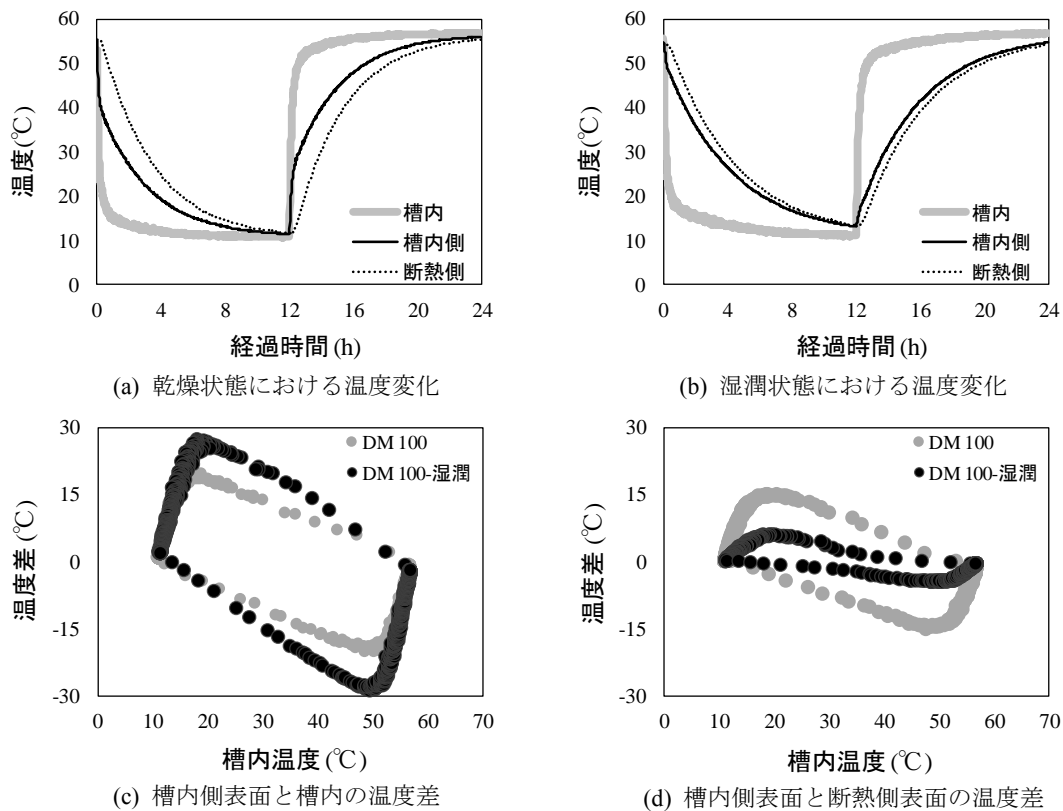 60
50
40
30
20
10
0
温度(℃)
槽内
槽内側
断熱側
0 4 8 12 16 20 24
経過時間 (h)
(a) 乾燥状態における温度変化
60
50
40
30
20
10
0
温度(℃)
槽内
槽内側
断熱側
0 4 8 12 16 20 24
経過時間 (h)
(b) 湿潤状態における温度変化
30
15
0
-15
-30
温度差 (℃)
DM 100
DM 100-湿潤
0 10 20 30 40 50 60 70
槽内温度 (℃)
(c) 槽内側表面と槽内の温度差
30
15
0
-15
-30
温度差 (℃)
DM 100
DM 100-湿潤
0 10 20 30 40 50 60 70
槽内温度 (℃)
(d) 槽内側表面と断熱側表面の温度差